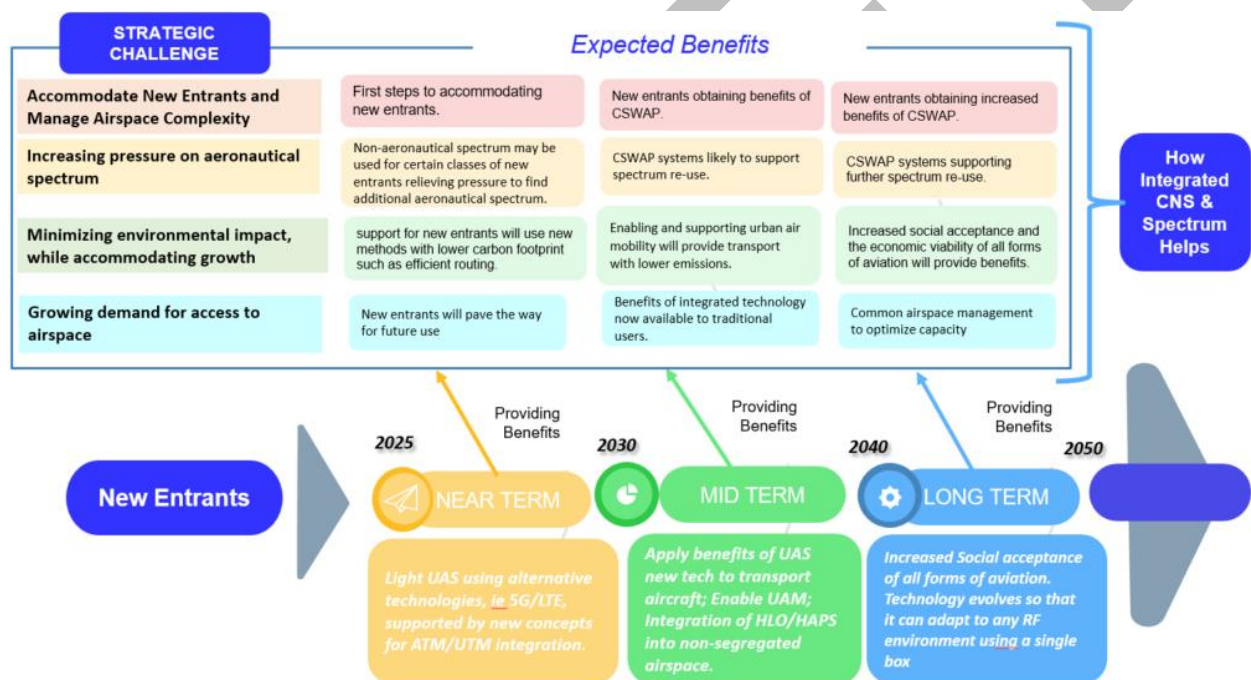 STRATEGIC
CHALLENGE
Expected Benefits
Accommodate New Entrants and
Manage Airspace Complexity
First steps to accommodating
new entrants.
New entrants obtaining benefits of
CSWAP.
New entrants obtaining increased
benefits of CSWAP.
Increasing pressure on aeronautical
spectrum
Non-aeronautical spectrum may be
used for certain classes of new
entrants relieving pressure to find
additional aeronautical spectrum.
CSWAP systems likely to support
spectrum re-use.
CSWAP systems supporting
further spectrum re-use.
Minimizing environmental impact,
while accommodating growth
support for new entrants will use new
methods with lower carbon footprint
such as efficient routing.
Enabling and supporting urban air
mobility will provide transport
with lower emissions.
Increased social acceptance and
the economic viability of all forms
of aviation will provide benefits.
Growing demand for access to
airspace
New entrants will pave the way
for future use
Benefits of integrated technology
now available to traditional
users.
Common airspace management
to optimize capacity
How
Integrated
CNS &
Spectrum
Helps
Providing
Benefits
Providing
Benefits
Providing
Benefits
2025
2030
2040
2050
New Entrants
NEAR TERM
MID TERM
LONG TERM
Light UAS using alternative
technologies, ie 5G/LTE,
supported by new concepts
for ATM/UTM integration.
Apply benefits of UAS
new tech to transport
aircraft; Enable UAM;
Integration of HLO/HAPS
into non-segregated
airspace.
Increased Social acceptance
of all forms of aviation.
Technology evolves so that
it can adapt to any RF
environment using a single
box